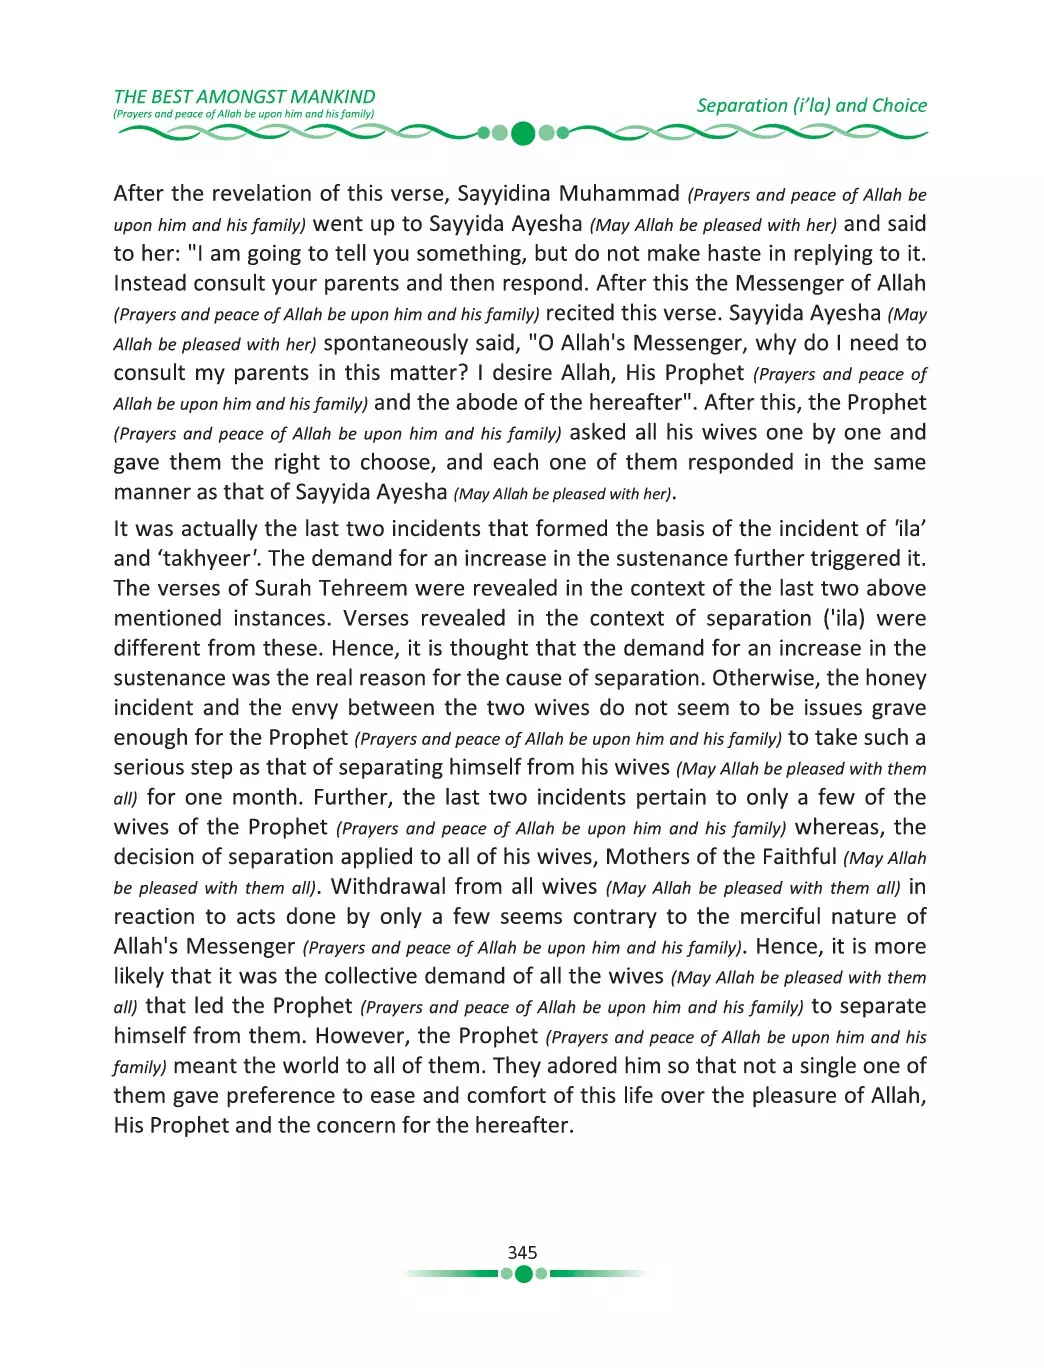 THE BEST AMONGST MANKIND
(Prayers and peace of Allah be upon him and his family)
Separation (i’la) and Choice
After the revelation of this verse, Sayyidina Muhammad (Prayers and peace of Allah be
upon him and his family) went up to Sayyida Ayesha (May Allah be pleased with her) and said
to her: "I am going to tell you something, but do not make haste in replying to it.
Instead consult your parents and then respond. After this the Messenger of Allah
(Prayers and peace of Allah be upon him and his family) recited this verse. Sayyida Ayesha (May
Allah be pleased with her) spontaneously said, "O Allah's Messenger, why do I need to
consult my parents in this matter? I desire Allah, His Prophet (Prayers and peace of
Allah be upon him and his family) and the abode of the hereafter". After this, the Prophet
(Prayers and peace of Allah be upon him and his family) asked all his wives one by one and
gave them the right to choose, and each one of them responded in the same
manner as that of Sayyida Ayesha (May Allah be pleased with her).
It was actually the last two incidents that formed the basis of the incident of 'ila’
and ‘takhyeer'. The demand for an increase in the sustenance further triggered it.
The verses of Surah Tehreem were revealed in the context of the last two above
mentioned instances. Verses revealed in the context of separation ('ila) were
different from these. Hence, it is thought that the demand for an increase in the
sustenance was the real reason for the cause of separation. Otherwise, the honey
incident and the envy between the two wives do not seem to be issues grave
enough for the Prophet (Prayers and peace of Allah be upon him and his family) to take such a
serious step as that of separating himself from his wives (May Allah be pleased with them
all) for one month. Further, the last two incidents pertain to only a few of the
wives of the Prophet (Prayers and peace of Allah be upon him and his family) whereas, the
decision of separation applied to all of his wives, Mothers of the Faithful (May Allah
be pleased with them all). Withdrawal from all wives (May Allah be pleased with them all) in
reaction to acts done by only a few seems contrary to the merciful nature of
Allah's Messenger (Prayers and peace of Allah be upon him and his family). Hence, it is more
likely that it was the collective demand of all the wives (May Allah be pleased with them
all) that led the Prophet (Prayers and peace of Allah be upon him and his family) to separate
himself from them. However, the Prophet (Prayers and peace of Allah be upon him and his
family) meant the world to all of them. They adored him so that not a single one of
them gave preference to ease and comfort of this life over the pleasure of Allah,
His Prophet and the concern for the hereafter.
345